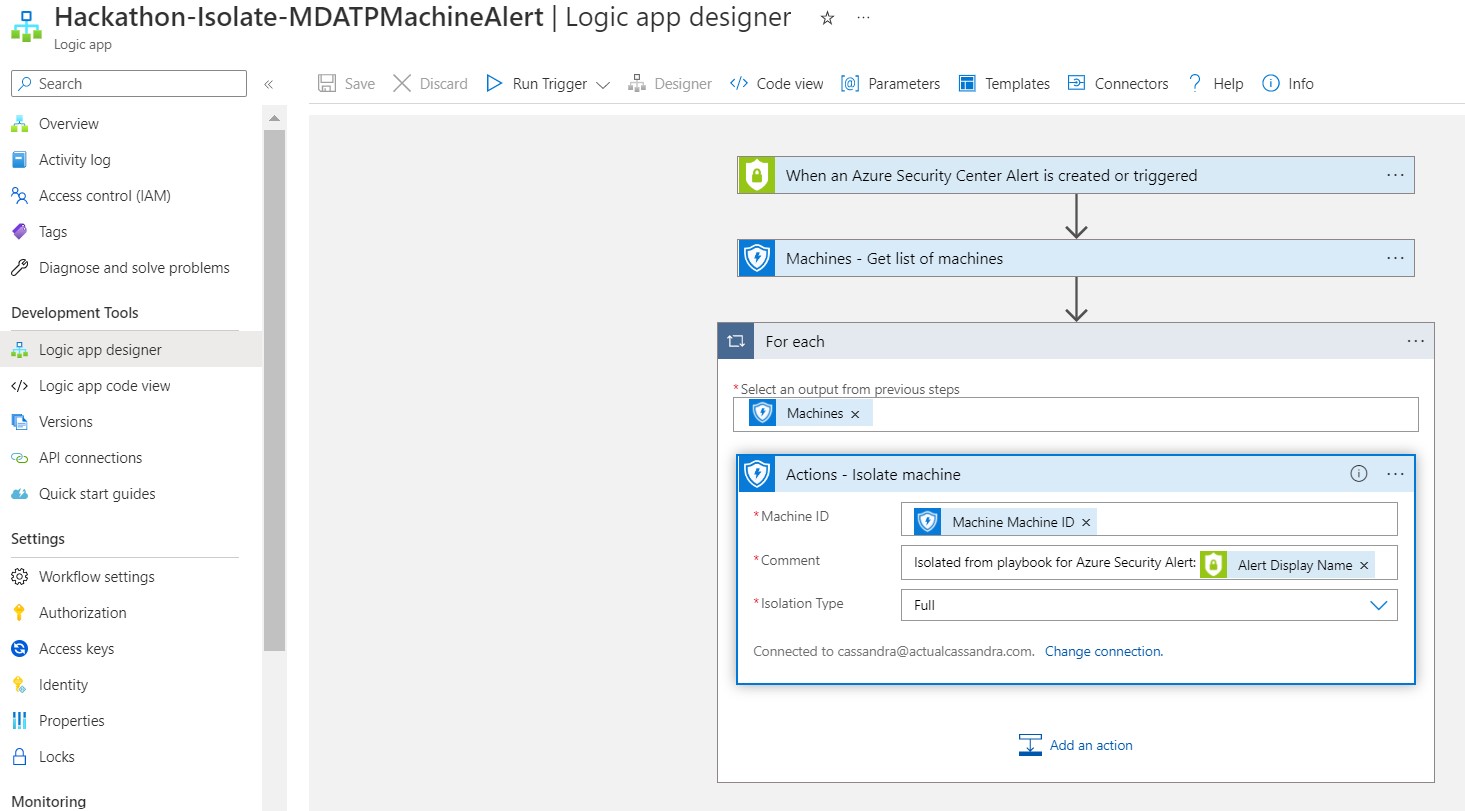 Hackathon-Isolate-MDATPMachineAlert | Logic app designer
Logic app
Search
Overview
Activity log
Access control (IAM)
Tags
Diagnose and solve problems
Development Tools
Logic app designer
Logic app code view
Versions
API connections
Quick start guides
Settings
Workflow settings
Authorization
Access keys
Identity
Properties
Locks
Monitoring
Save Discard Run Trigger Designer Code view Parameters Templates Connectors Help Info
When an Azure Security Center Alert is created or triggered
Machines - Get list of machines
For each
*Select an output from previous steps
Machines
Actions - Isolate machine
*Machine ID Machine Machine ID
*Comment Isolated from playbook for Azure Security Alert: Alert Display Name
*Isolation Type Full
Connected to cassandra@actualcassandra.com. Change connection.
Add an action